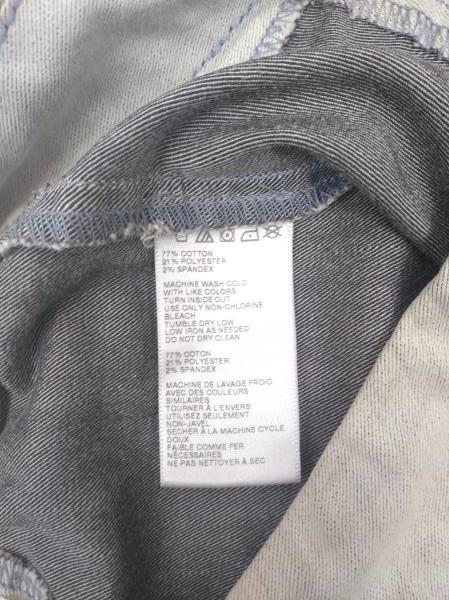 77% COTTON
21% POLYESTER
2% SPANDEX
MACHINE WASH COLD
WITH LIKE COLORS
TURN INSIDE OUT
USE ONLY NON-CHLORINE
BLEACH
TUMBLE DRY LOW
LOW IRON AS NEEDED
DO NOT DRY CLEAN
77% COTON
21% POLYESTER
2% SPANDEX
MACHINE DE LAVAGE FROID
AVEC DES COULEURS
SIMILAIRES
TOURNER À L'ENVERS
UTILISEZ SEULEMENT
NON-JAVEL
SÉCHER À LA MACHINE CYCLE
DOUX
FAIBLE COMME FER
NÉCESSAIRES
NE PAS NETTOYER À SEC